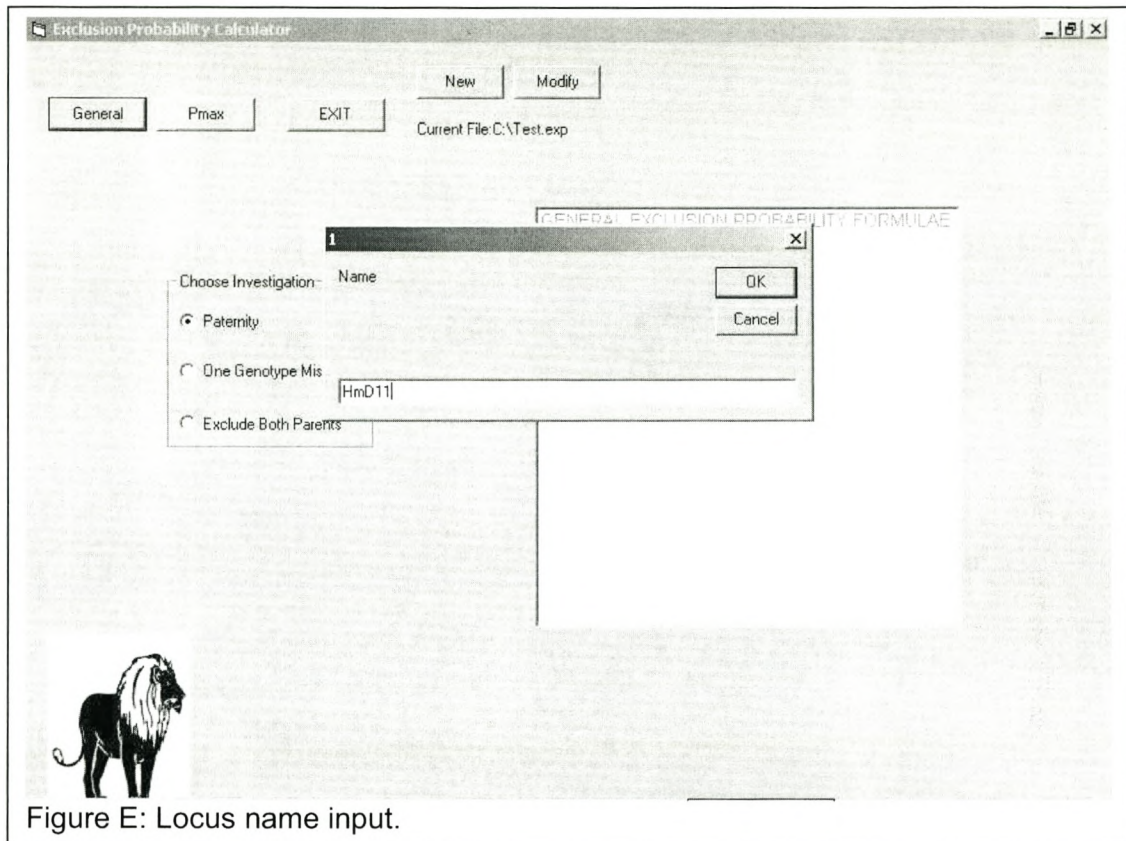 Exclusion Probability Calculator
New Modify
General Pmax EXIT
Current File:C:\Test.exp
GENERAL EXCLUSION PROBABILITY FORMULAE
1
Name
OK
Cancel
Choose Investigation
Paternity
One Genotype Mis
HmD11
Exclude Both Parents
Figure E: Locus name input.